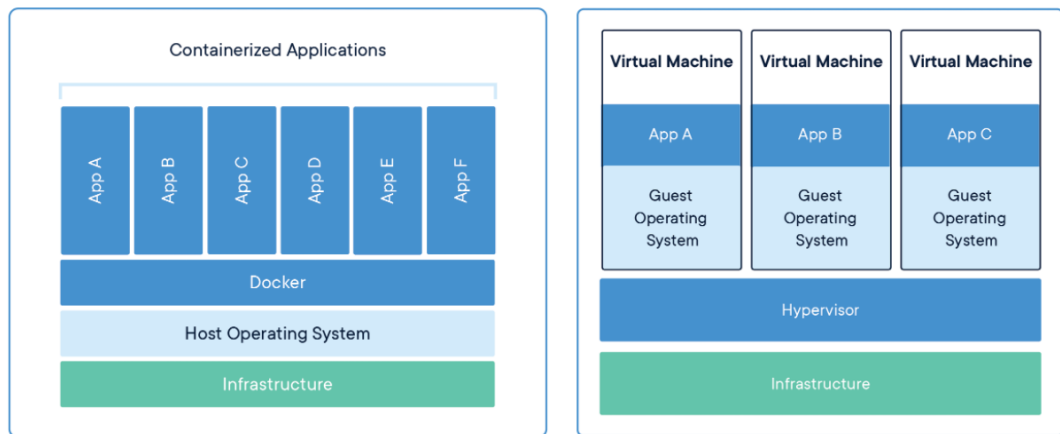 Containerized Applications
App A
App B
App C
App D
App E
App F
Docker
Host Operating System
Infrastructure
Virtual Machine
App A
Guest
Operating
System
Virtual Machine
App B
Guest
Operating
System
Virtual Machine
App C
Guest
Operating
System
Hypervisor
Infrastructure